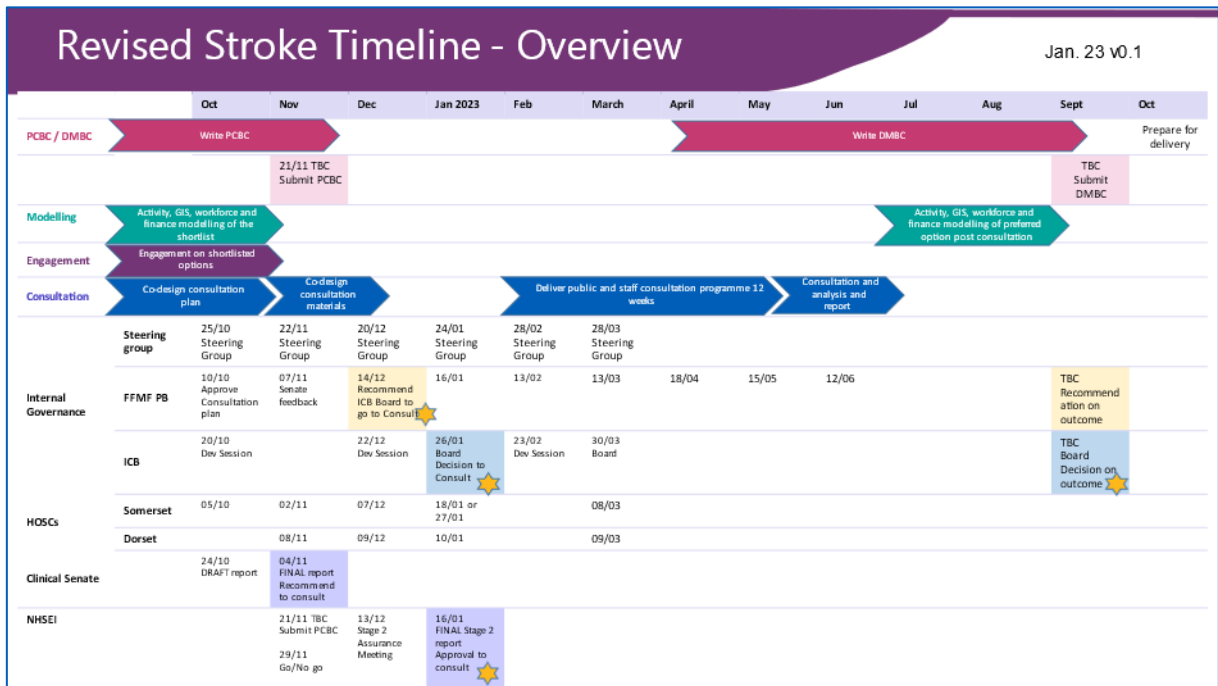 Revised Stroke Timeline - Overview
Jan. 23 v0.1
Oct Nov Dec Jan 2023 Feb March April May Jun Jul Aug Sept Oct
PCBC / DMBC
Write PCBC
Write DMBC
Prepare for
delivery
21/11 TBC
Submit PCBC
TBC
Submit
DMBC
Modelling
Activity, GIS, workforce and
finance modelling of the
shortlist
Activity, GIS, workforce and
finance modelling of preferred
option post consultation
Engagement
Engagement on shortlisted
options
Consultation
Co-design consultation
plan
Co-design
consultation
materials
Deliver public and staff consultation programme 12
weeks
Consultation and
analysis and
report
Internal
Governance
Steering
group
25/10
Steering
Group
22/11
Steering
Group
20/12
Steering
Group
24/01
Steering
Group
28/02
Steering
Group
28/03
Steering
Group
FFMF PB
10/10
Approve
Consultation
plan
07/11
Senate
feedback
14/12
Recommend
ICB Board to
go to Consult
16/01
13/02
13/03
18/04
15/05
12/06
TBC
Recommend
ation on
outcome
ICB
20/10
Dev Session
22/12
Dev Session
26/01
Board
Decision to
Consult
23/02
Dev Session
30/03
Board
TBC
Board
Decision on
outcome
HOSCs
Somerset
05/10
02/11
07/12
18/01 or
27/01
08/03
Dorset
08/11
09/12
10/01
09/03
Clinical Senate
24/10
DRAFT report
04/11
FINAL report
Recommend
to consult
NHSEI
21/11 TBC
Submit PCBC
29/11
Go/No go
13/12
Stage 2
Assurance
Meeting
16/01
FINAL Stage 2
report
Approval to
consult